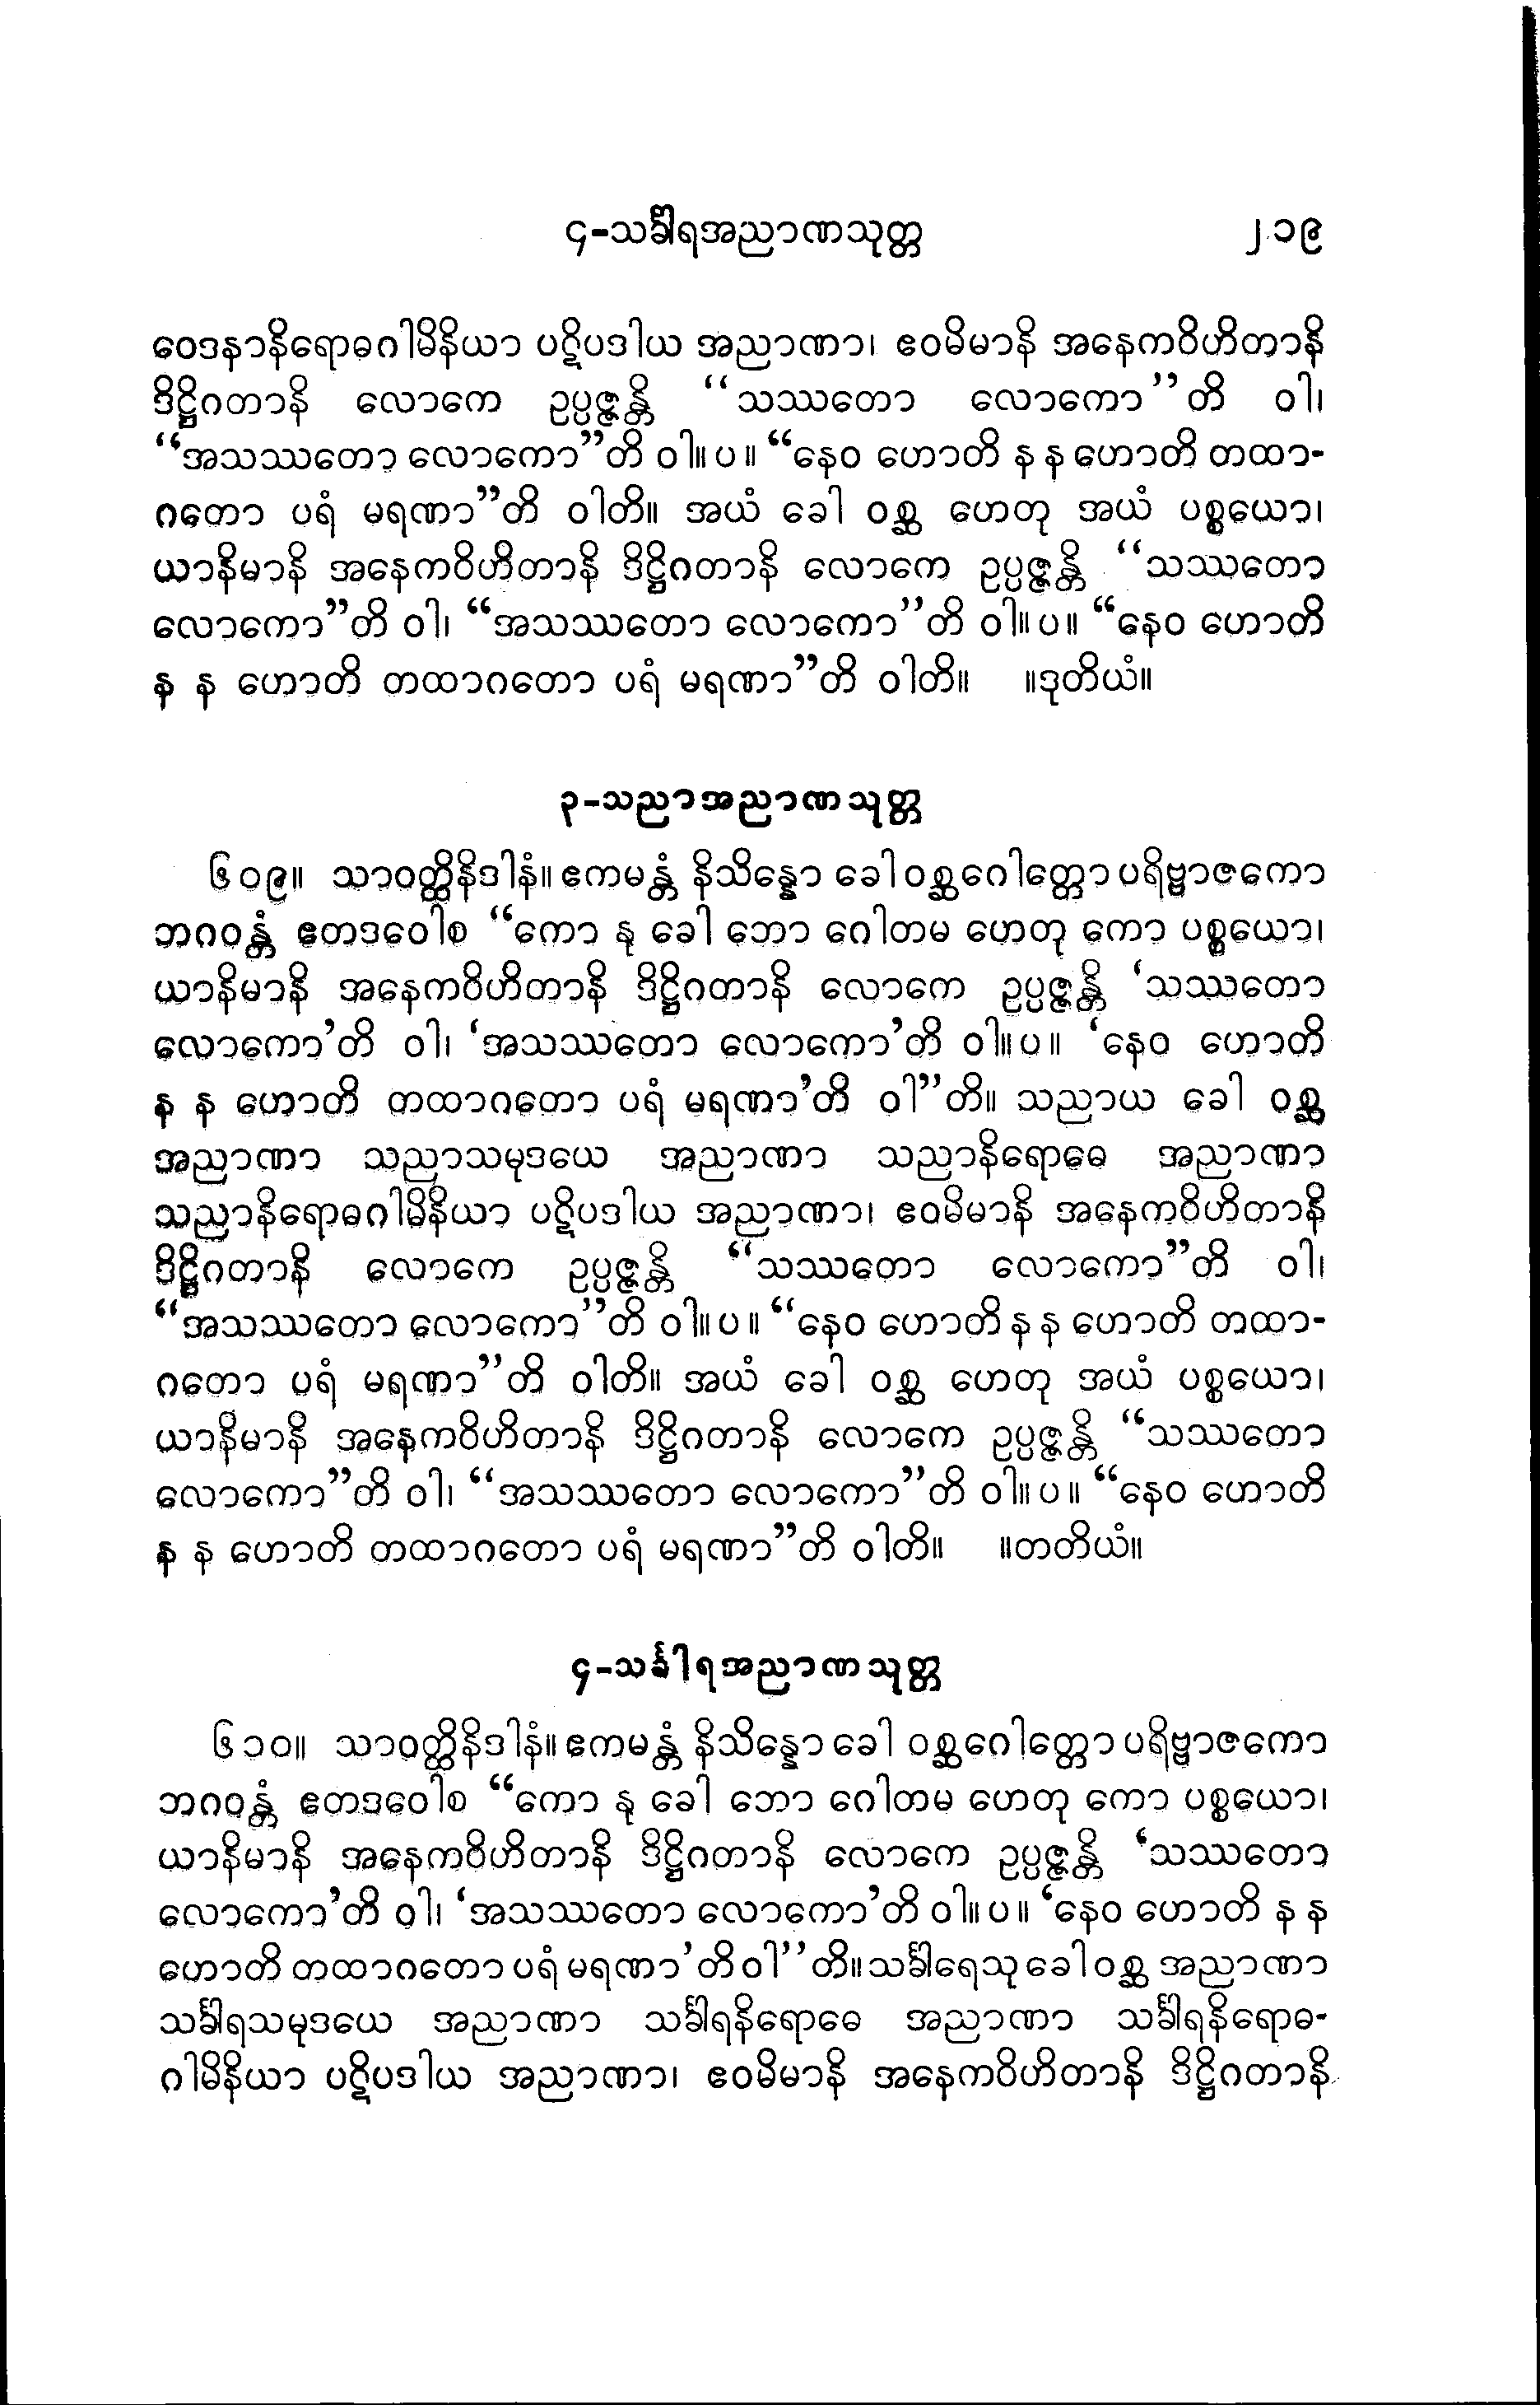 ၄-သင်္ခါရအညာဏသုတ္တ ၂၁၉
ဝေဒနာနိရောဓဂါမိနိယာ ပဋိပဒါယ အညာဏာ၊ ဧဝမိမာနိ အနေကဝိဟိတာနိ
ဒိဋ္ဌိဂတာနိ လောကေ ဥပ္ပဇ္ဇန္တိ “သဿတော လောကော”တိ ဝါ၊
“အသဿတော လောကော”တိ ဝါ။ ပ။ “နေဝ ဟောတိ န န ဟောတိ တထာ-
ဂတော ပရံ မရဏာ”တိ ဝါတိ။ အယံ ခေါ ဝစ္ဆ ဟေတု အယံ ပစ္စယော၊
ယာနိမာနိ အနေကဝိဟိတာနိ ဒိဋ္ဌိဂတာနိ လောကေ ဥပ္ပဇ္ဇန္တိ “သဿတော
လောကော”တိ ဝါ၊ “အသဿတော လောကော”တိ ဝါ။ ပ။ “နေဝ ဟောတိ
န န ဟောတိ တထာဂတော ပရံ မရဏာ”တိ ဝါတိ။ ။ဒုတိယံ။
၃-သညာအညာဏသုတ္တ
၆၀၉။ သာဝတ္ထိနိဒါနံ။ ဧကမန္တံ နိသိန္နော ခေါ ဝစ္ဆဂေါတ္တော ပရိဗ္ဗာဇကော
ဘဂဝန္တံ ဧတဒဝေါစ “ကော နု ခေါ ဘော ဂေါတမ ဟေတု ကော ပစ္စယော၊
ယာနိမာနိ အနေကဝိဟိတာနိ ဒိဋ္ဌိဂတာနိ လောကေ ဥပ္ပဇ္ဇန္တိ ‘သဿတော
လောကော’တိ ဝါ၊ ‘အသဿတော လောကော’တိ ဝါ။ ပ။ ‘နေဝ ဟောတိ
န န ဟောတိ တထာဂတော ပရံ မရဏာ’တိ ဝါ”တိ။ သညာယ ခေါ ဝစ္ဆ
အညာဏာ သညာသမုဒယေ အညာဏာ သညာနိရောဓေ အညာဏာ
သညာနိရောဓဂါမိနိယာ ပဋိပဒါယ အညာဏာ၊ ဧဝမိမာနိ အနေကဝိဟိတာနိ
ဒိဋ္ဌိဂတာနိ လောကေ ဥပ္ပဇ္ဇန္တိ “သဿတော လောကော”တိ ဝါ၊
“အသဿတော လောကော”တိ ဝါ။ ပ။ “နေဝ ဟောတိ န န ဟောတိ တထာ-
ဂတော ပရံ မရဏာ”တိ ဝါတိ။ အယံ ခေါ ဝစ္ဆ ဟေတု အယံ ပစ္စယော၊
ယာနိမာနိ အနေကဝိဟိတာနိ ဒိဋ္ဌိဂတာနိ လောကေ ဥပ္ပဇ္ဇန္တိ “သဿတော
လောကော”တိ ဝါ၊ “အသဿတော လောကော”တိ ဝါ။ ပ။ “နေဝ ဟောတိ
န န ဟောတိ တထာဂတော ပရံ မရဏာ”တိ ဝါတိ။ ။တတိယံ။
၄-သင်္ခါရအညာဏသုတ္တ
၆၁၀။ သာဝတ္ထိနိဒါနံ။ ဧကမန္တံ နိသိန္နော ခေါ ဝစ္ဆဂေါတ္တော ပရိဗ္ဗာဇကော
ဘဂဝန္တံ ဧတဒဝေါစ “ကော နု ခေါ ဘော ဂေါတမ ဟေတု ကော ပစ္စယော၊
ယာနိမာနိ အနေကဝိဟိတာနိ ဒိဋ္ဌိဂတာနိ လောကေ ဥပ္ပဇ္ဇန္တိ ‘သဿတော
လောကော’တိ ဝါ၊ ‘အသဿတော လောကော’တိ ဝါ။ ပ။ ‘နေဝ ဟောတိ န န
ဟောတိ တထာဂတော ပရံ မရဏာ’တိ ဝါ”တိ။ သင်္ခါရေသု ခေါ ဝစ္ဆ အညာဏာ
သင်္ခါရသမုဒယေ အညာဏာ သင်္ခါရနိရောဓေ အညာဏာ သင်္ခါရနိရောဓ-
ဂါမိနိယာ ပဋိပဒါယ အညာဏာ၊ ဧဝမိမာနိ အနေကဝိဟိတာနိ ဒိဋ္ဌိဂတာနိ